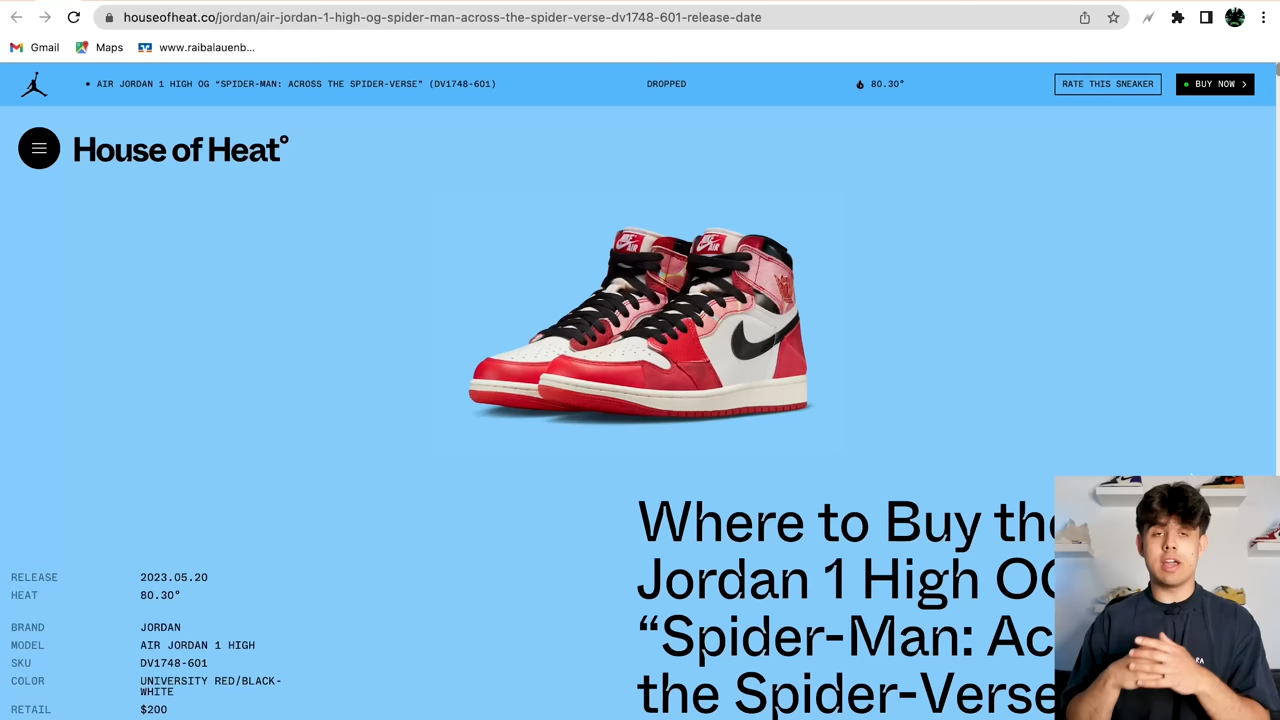 houseofheat.co/jordan/air-jordan-1-high-og-spider-man-across-the-spider-verse-dv1748-601-release-date
Gmail
Maps
www.raibalauenb...
• AIR JORDAN 1 HIGH OG “SPIDER-MAN: ACROSS THE SPIDER-VERSE” (DV1748-601)
DROPPED
80.30°
RATE THIS SNEAKER
BUY NOW >
House of Heat°
NIKE AIR
NIKE AIR
Where to Buy the
Jordan 1 High OG
“Spider-Man: Ac
the Spider-Verse
RELEASE 2023.05.20
HEAT 80.30°
BRAND JORDAN
MODEL AIR JORDAN 1 HIGH
SKU DV1748-601
COLOR UNIVERSITY RED/BLACK-
WHITE
RETAIL $200